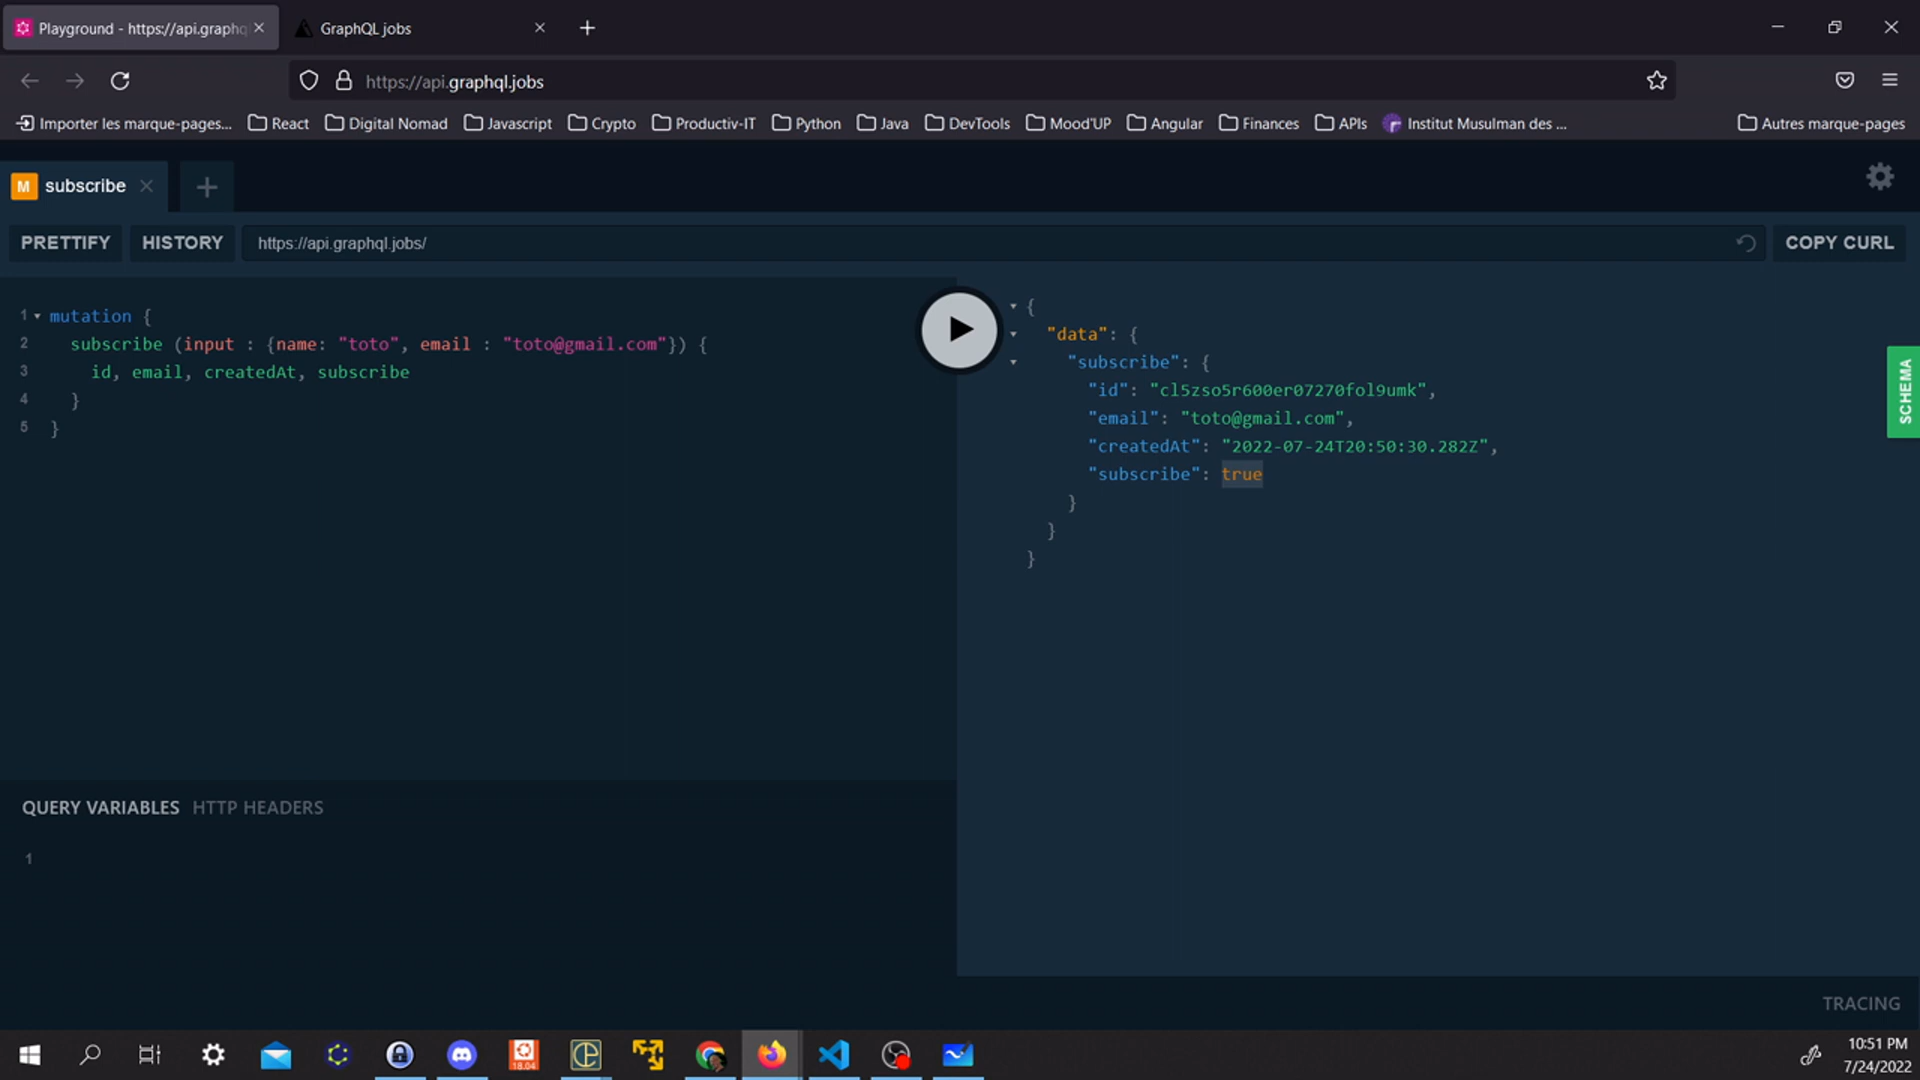 Playground - https://api.graphq
GraphQL jobs
https://api.graphql.jobs
Importer les marque-pages...
React
Digital Nomad
Javascript
Crypto
Productiv-IT
Python
Java
DevTools
Mood'UP
Angular
Finances
APIs
Institut Musulman des ...
Autres marque-pages
M subscribe
PRETTIFY
HISTORY
https://api.graphql.jobs/
COPY CURL
1 mutation {
2 subscribe (input : {name: "toto", email : "toto@gmail.com"}) {
3 id, email, createdAt, subscribe
4 }
5 }
{
"data": {
"subscribe": {
"id": "cl5zso5r600er07270fol9umk",
"email": "toto@gmail.com",
"createdAt": "2022-07-24T20:50:30.282Z",
"subscribe": true
}
}
}
SCHEMA
QUERY VARIABLES
HTTP HEADERS
1
TRACING
18.04
10:51 PM
7/24/2022